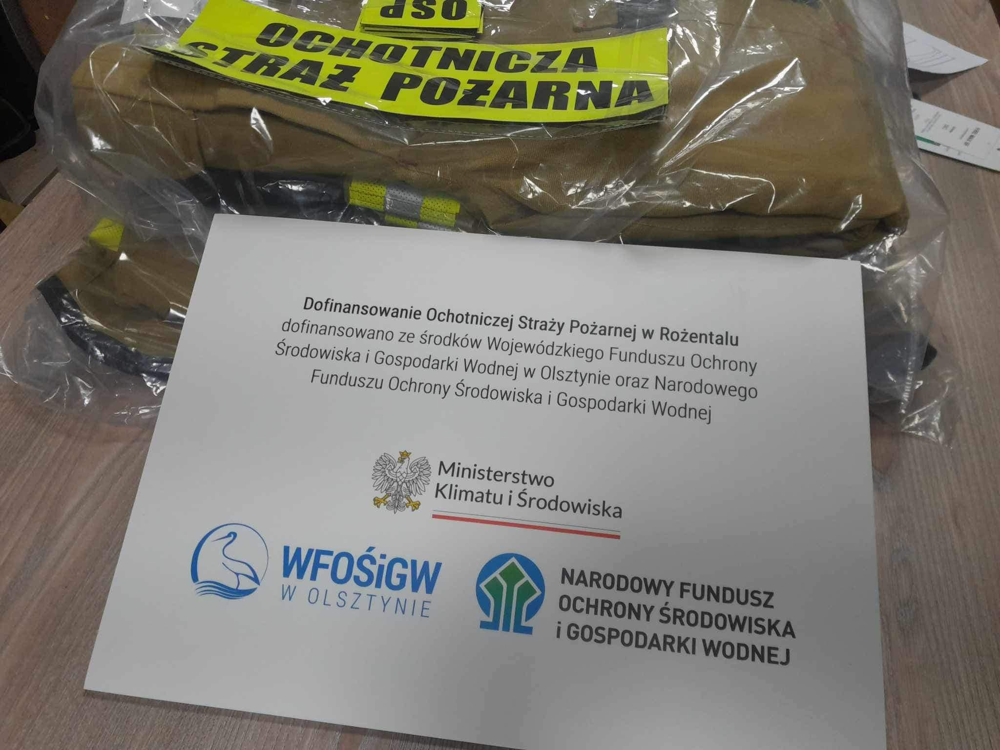 OSP
OCHOTNICZA
STRAŻ POŻARNA
Dofinansowanie Ochotniczej Straży Pożarnej w Rożentalu
dofinansowano ze środków Wojewódzkiego Funduszu Ochrony
Środowiska i Gospodarki Wodnej w Olsztynie oraz Narodowego
Funduszu Ochrony Środowiska i Gospodarki Wodnej
Ministerstwo
Klimatu i Środowiska
WFOŚiGW
W OLSZTYNIE
NARODOWY FUNDUSZ
OCHRONY ŚRODOWISKA
i GOSPODARKI WODNEJ